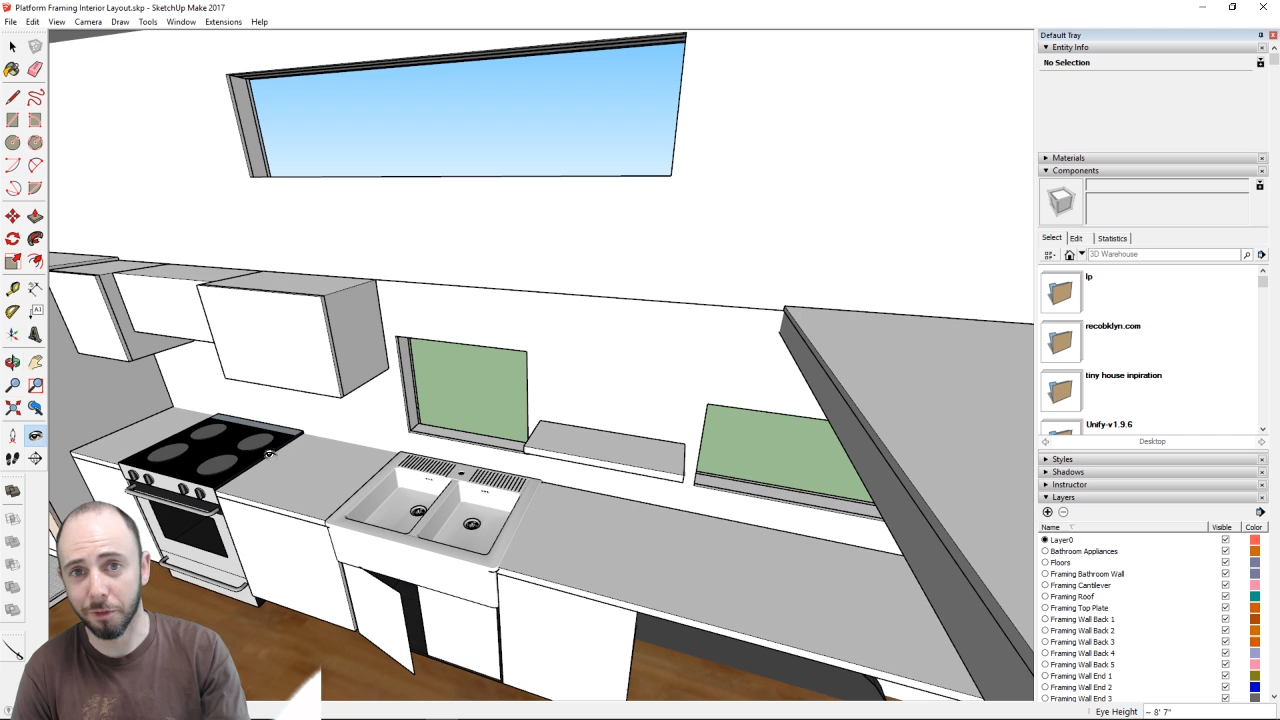 Platform Framing Interior Layout.skp - SketchUp Make 2017
File Edit View Camera Draw Tools Window Extensions Help
Default Tray
Entity Info
No Selection
Materials
Components
Select Edit Statistics
3D Warehouse
lp
recobklyn.com
tiny house inpiration
Unify-v1.9.6
Desktop
Styles
Shadows
Instructor
Layers
Name Visible Color
Layer0
Bathroom Appliances
Floors
Framing Bathroom Wall
Framing Cantilever
Framing Roof
Framing Top Plate
Framing Wall Back 1
Framing Wall Back 2
Framing Wall Back 3
Framing Wall Back 4
Framing Wall Back 5
Framing Wall End 1
Framing Wall End 2
Framing Wall End 3
Eye Height ~ 8' 7"